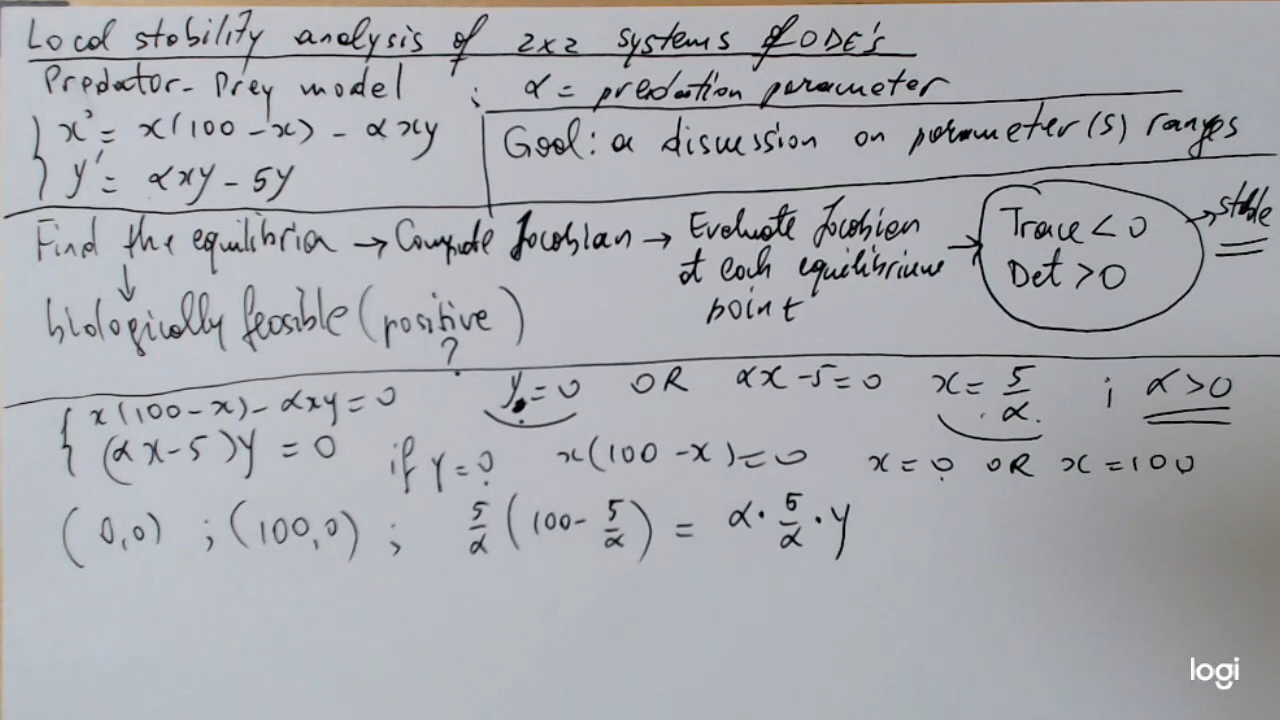 Local stability analysis of 2x2 systems of ODE's
Predator-Prey model ; α = predation parameter
x' = x(100-x) - αxy
y' = αxy - 5y
Goal: a discussion on parameter(s) ranges
Find the equilibria → Compute Jacobian → Evaluate Jacobian at each equilibrium point → Trace < 0 Det > 0 → stable
↓
biologically feasible (positive)
?
{ x(100-x) - αxy = 0
(αx-5)y = 0
y = 0 OR αx-5 = 0 x = 5/α ; α > 0
if y = 0 x(100-x) = 0 x = 0 OR x = 100
(0,0) ; (100,0) ; 5/α (100 - 5/α) = α · 5/α · y
logi